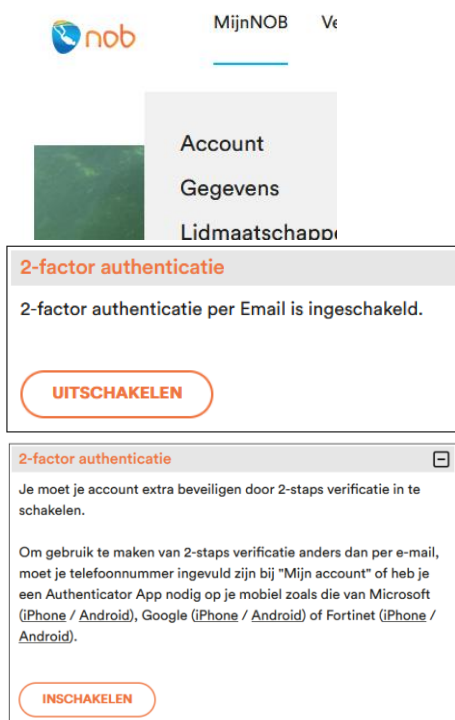 nob
MijnNOB
Account
Gegevens
2-factor authenticatie
2-factor authenticatie per Email is ingeschakeld.
UITSCHAKELEN
2-factor authenticatie
Je moet je account extra beveiligen door 2-staps verificatie in te
schakelen.
Om gebruik te maken van 2-staps verificatie anders dan per e-mail,
moet je telefoonnummer ingevuld zijn bij "Mijn account" of heb je
een Authenticator App nodig op je mobiel zoals die van Microsoft
(iPhone / Android), Google (iPhone / Android) of Fortinet (iPhone /
Android).
INSCHAKELEN